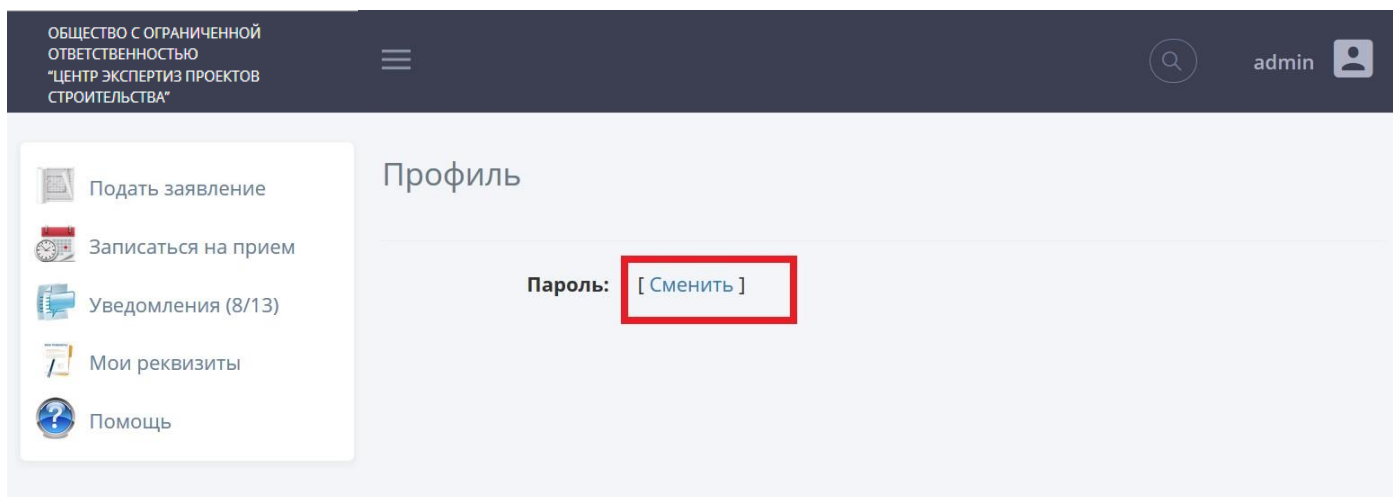 ОБЩЕСТВО С ОГРАНИЧЕННОЙ
ОТВЕТСТВЕННОСТЬЮ
“ЦЕНТР ЭКСПЕРТИЗ ПРОЕКТОВ
СТРОИТЕЛЬСТВА”
admin
Подать заявление
Записаться на прием
Уведомления (8/13)
Мои реквизиты
Помощь
Профиль
Пароль: [ Сменить ]